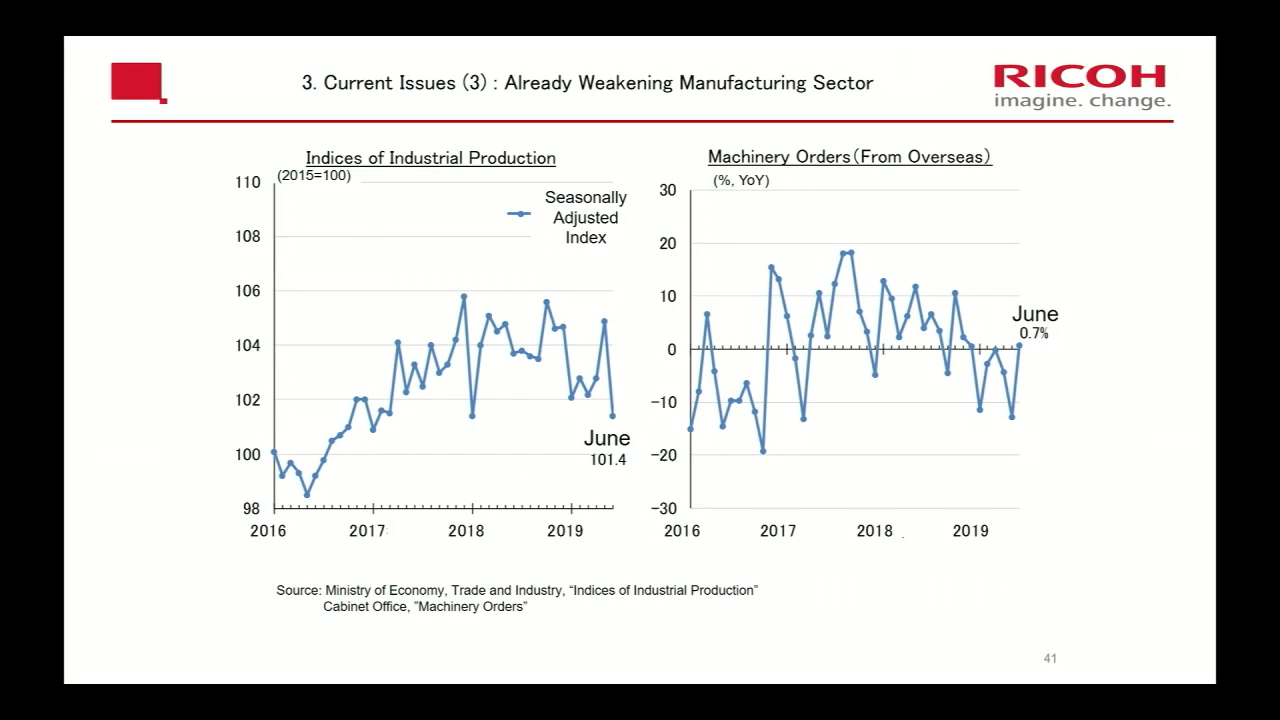 3. Current Issues (3) : Already Weakening Manufacturing Sector
RICOH
imagine. change.
Indices of Industrial Production
(2015=100)
Seasonally
Adjusted
Index
110
108
106
104
102
100
98
2016
2017
2018
2019
June
101.4
Machinery Orders(From Overseas)
(%, YoY)
30
20
10
0
-10
-20
-30
2016
2017
2018
2019
June
0.7%
Source: Ministry of Economy, Trade and Industry, “Indices of Industrial Production”
Cabinet Office, ”Machinery Orders”
41